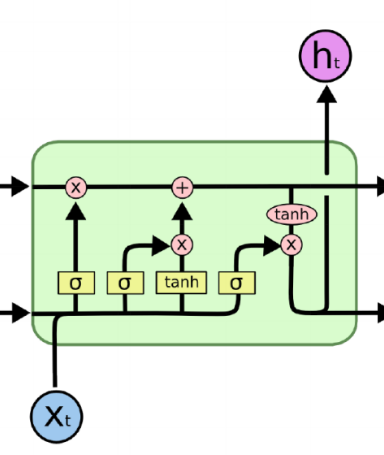 ht
x +
tanh
x x
σ σ tanh σ
Xt